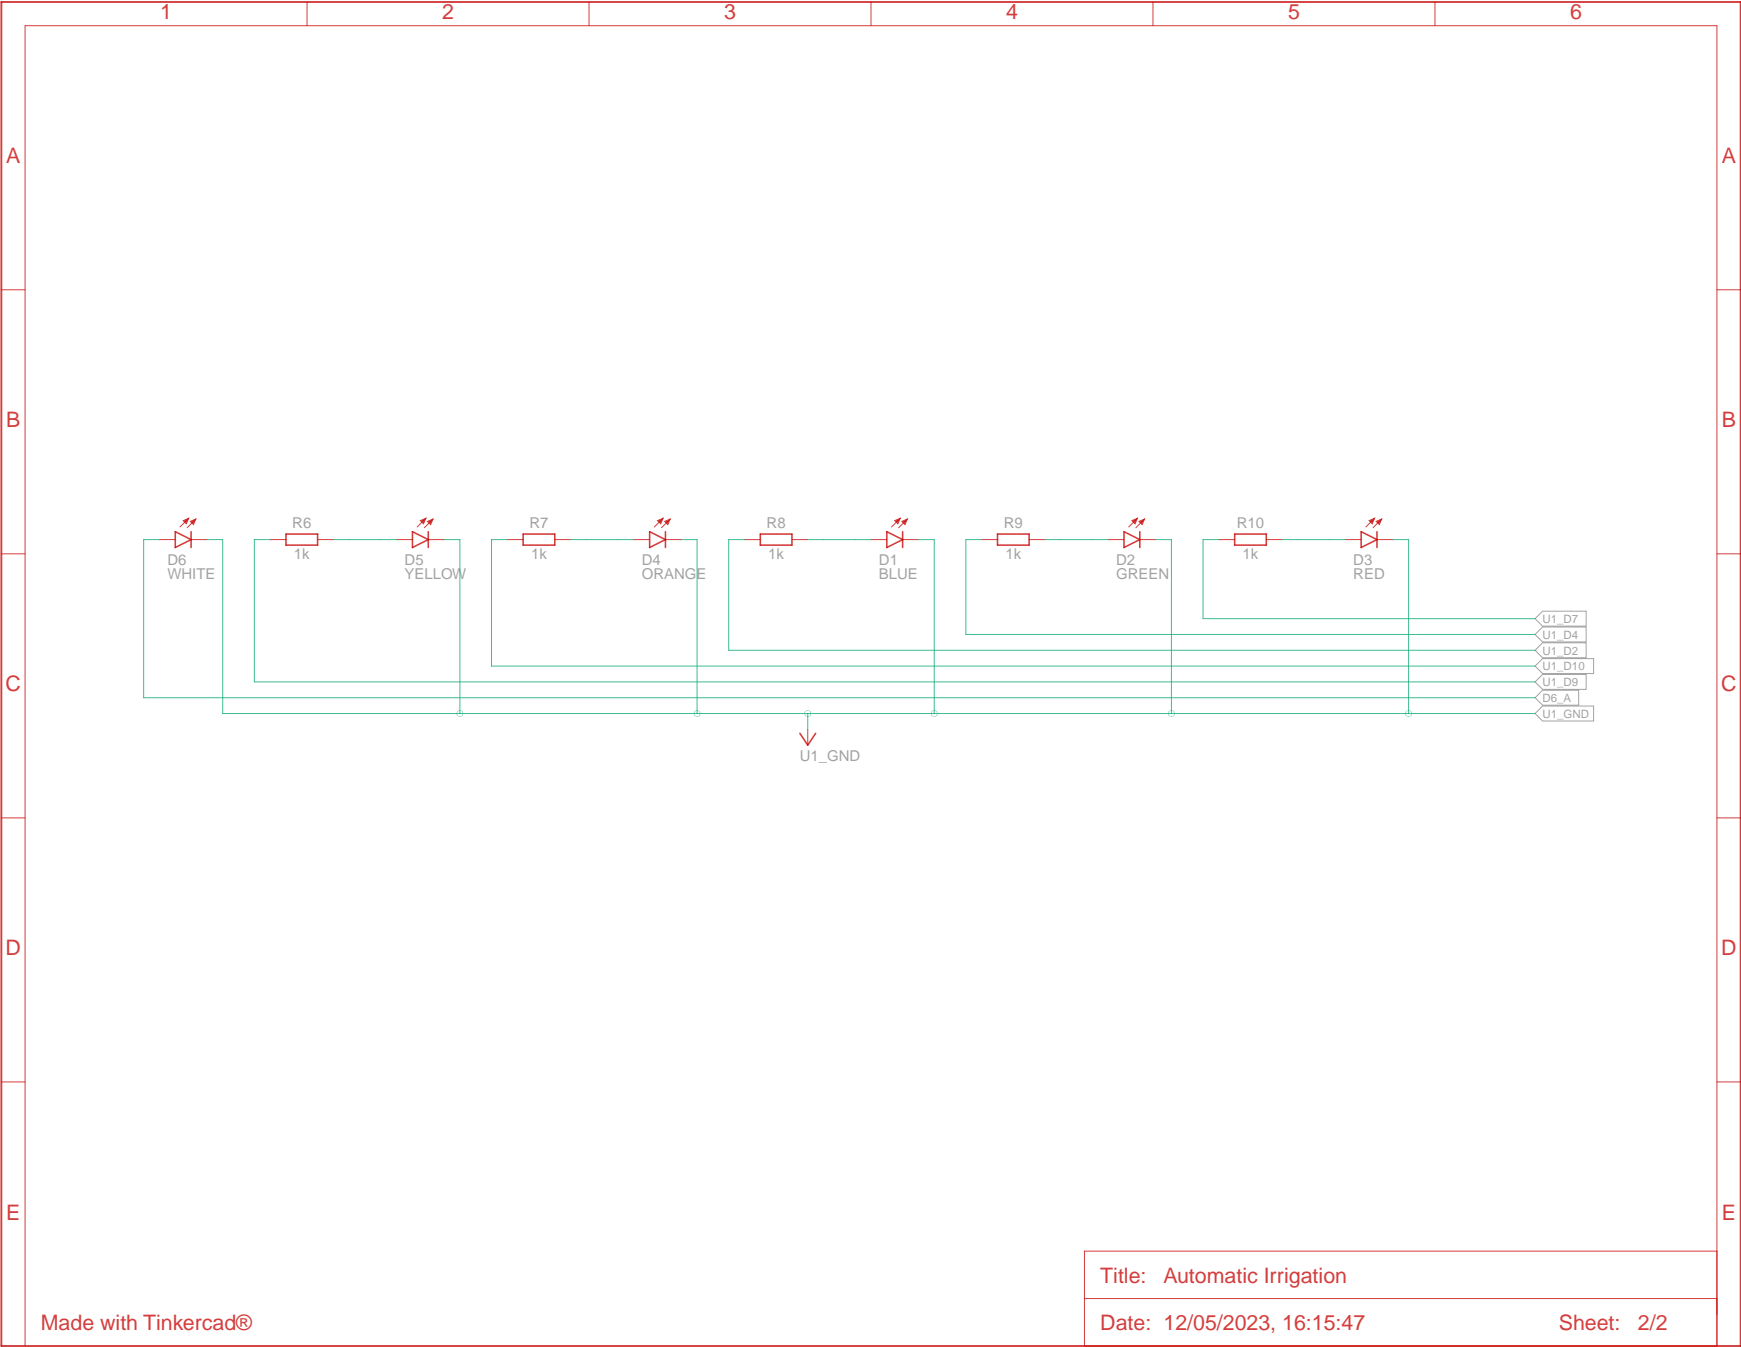 1 2 3 4 5 6
A A
B B
R6 R7 R8 R9 R10
1k 1k 1k 1k 1k
D6 D5 D4 D1 D2 D3
WHITE YELLOW ORANGE BLUE GREEN RED
U1_D7
U1_D4
U1_D2
U1_D10
U1_D9
C C
D6_A
U1_GND
U1_GND
D D
E E
Title: Automatic Irrigation
Made with Tinkercad®
Date: 12/05/2023, 16:15:47 Sheet: 2/2